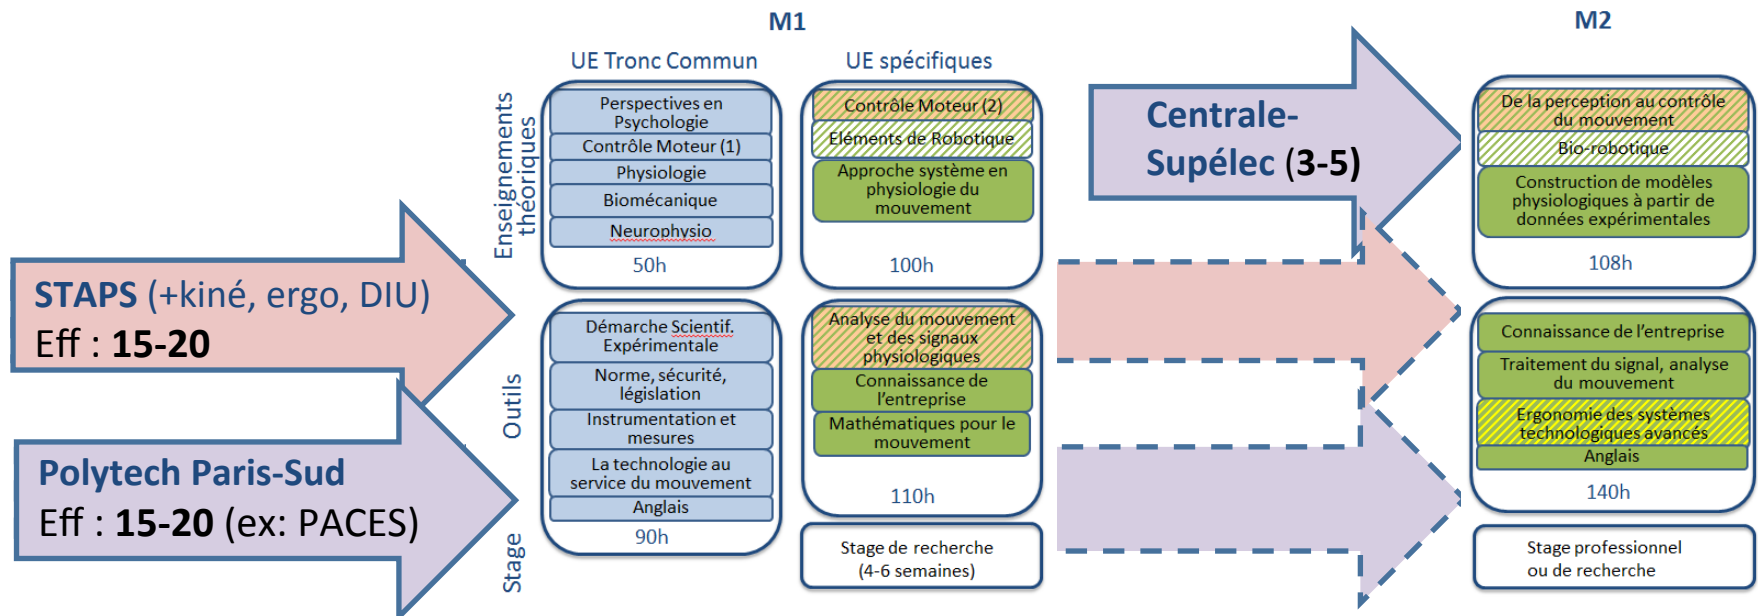 M1
M2
UE Tronc Commun
UE spécifiques
Enseignements
théoriques
Perspectives en
Psychologie
Contrôle Moteur (1)
Physiologie
Biomécanique
Neurophysio
50h
Contrôle Moteur (2)
Eléments de Robotique
Approche système en
physiologie du
mouvement
100h
Centrale-
Supélec (3-5)
De la perception au contrôle
du mouvement
Bio-robotique
Construction de modèles
physiologiques à partir de
données expérimentales
108h
STAPS (+kiné, ergo, DIU)
Eff : 15-20
Polytech Paris-Sud
Eff : 15-20 (ex: PACES)
Outils
Démarche Scientif.
Expérimentale
Norme, sécurité,
législation
Instrumentation et
mesures
La technologie au
service du mouvement
Anglais
90h
Analyse du mouvement
et des signaux
physiologiques
Connaissance de
l’entreprise
Mathématiques pour le
mouvement
110h
Connaissance de l’entreprise
Traitement du signal, analyse
du mouvement
Ergonomie des systèmes
technologiques avancés
Anglais
140h
Stage
Stage de recherche
(4-6 semaines)
Stage professionnel
ou de recherche